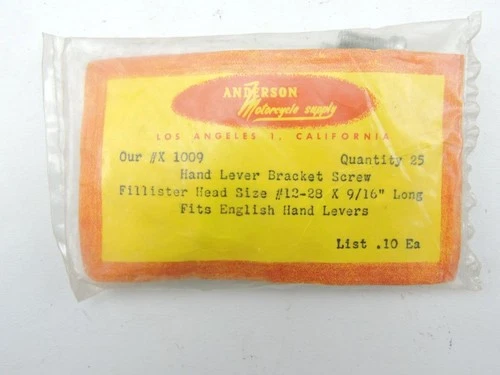 ANDERSON
Motorcycle supply
LOS ANGELES 1, CALIFORNIA
Our #X 1009 Quantity 25
Hand Lever Bracket Screw
Fillister Head Size #12-28 X 9/16" Long
Fits English Hand Levers
List .10 Ea